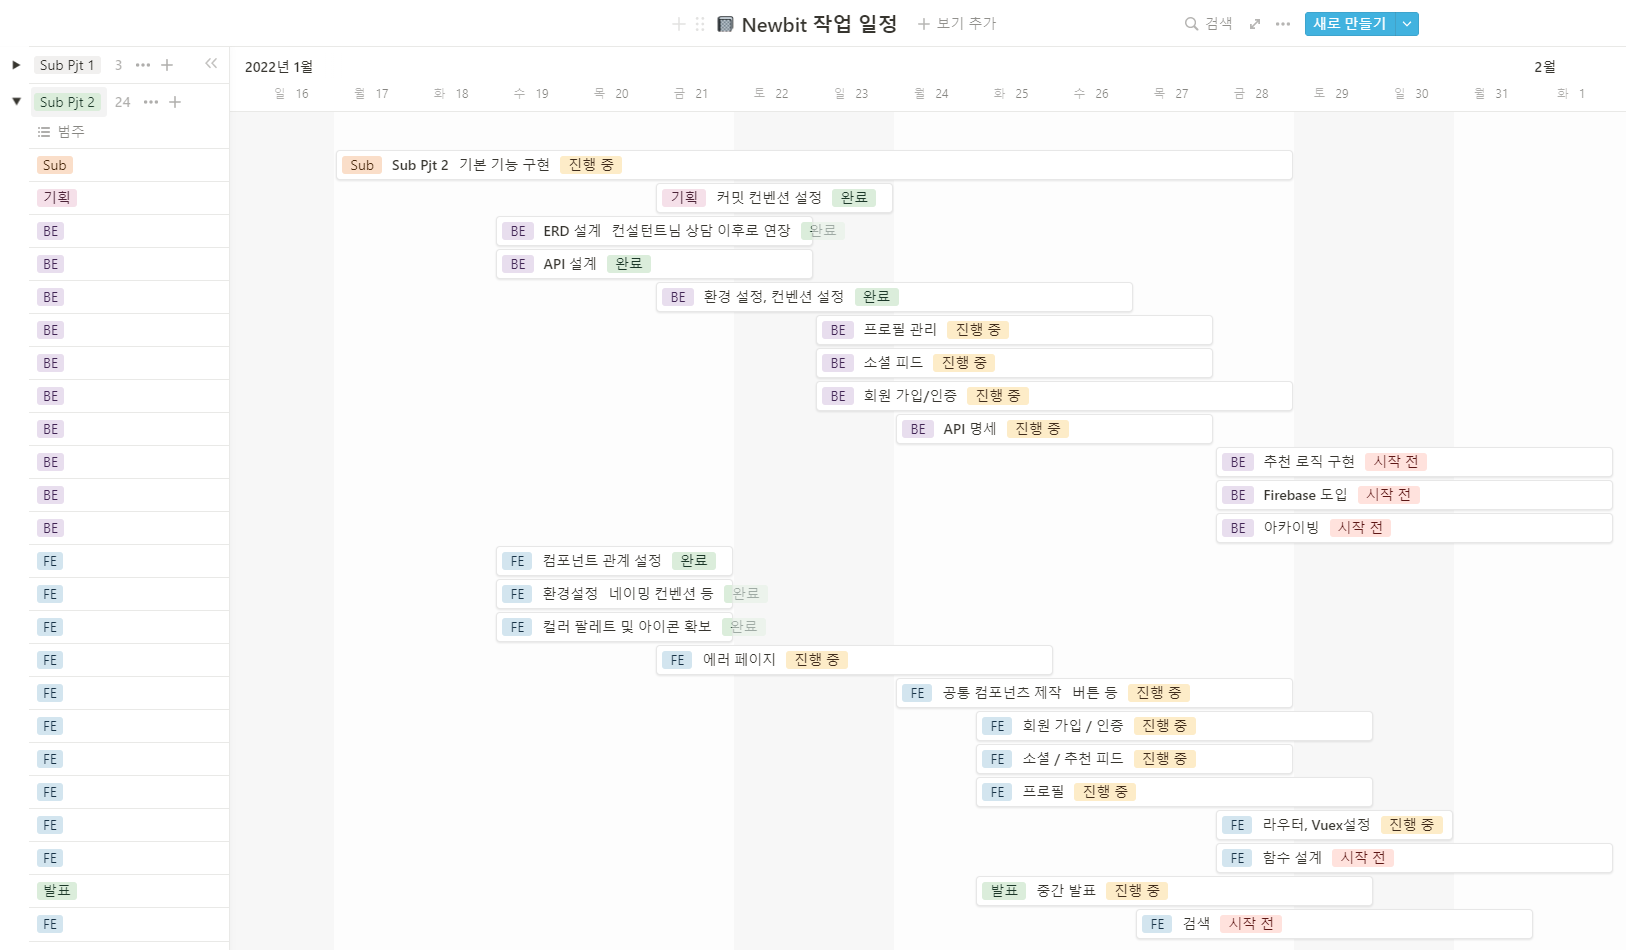 Newbit 작업 일정 보기 추가 검색 새로 만들기
Sub Pjt 1 3
2022년 1월 2월
일 16 월 17 화 18 수 19 목 20 금 21 토 22 일 23 월 24 화 25 수 26 목 27 금 28 토 29 일 30 월 31 화 1
Sub Pjt 2 24
범주
Sub Sub Sub Pjt 2 기본 기능 구현 진행 중
기획 기획 커밋 컨벤션 설정 완료
BE BE ERD 설계 컨설턴트님 상담 이후로 연장 완료
BE BE API 설계 완료
BE BE 환경 설정, 컨벤션 설정 완료
BE BE 프로필 관리 진행 중
BE BE 소셜 피드 진행 중
BE BE 회원 가입/인증 진행 중
BE BE API 명세 진행 중
BE BE 추천 로직 구현 시작 전
BE BE Firebase 도입 시작 전
BE BE 아카이빙 시작 전
FE FE 컴포넌트 관계 설정 완료
FE FE 환경설정 네이밍 컨벤션 등 완료
FE FE 컬러 팔레트 및 아이콘 확보 완료
FE FE 에러 페이지 진행 중
FE FE 공통 컴포넌츠 제작 버튼 등 진행 중
FE FE 회원 가입 / 인증 진행 중
FE FE 소셜 / 추천 피드 진행 중
FE FE 프로필 진행 중
FE FE 라우터, Vuex설정 진행 중
FE FE 함수 설계 시작 전
발표 발표 중간 발표 진행 중
FE FE 검색 시작 전